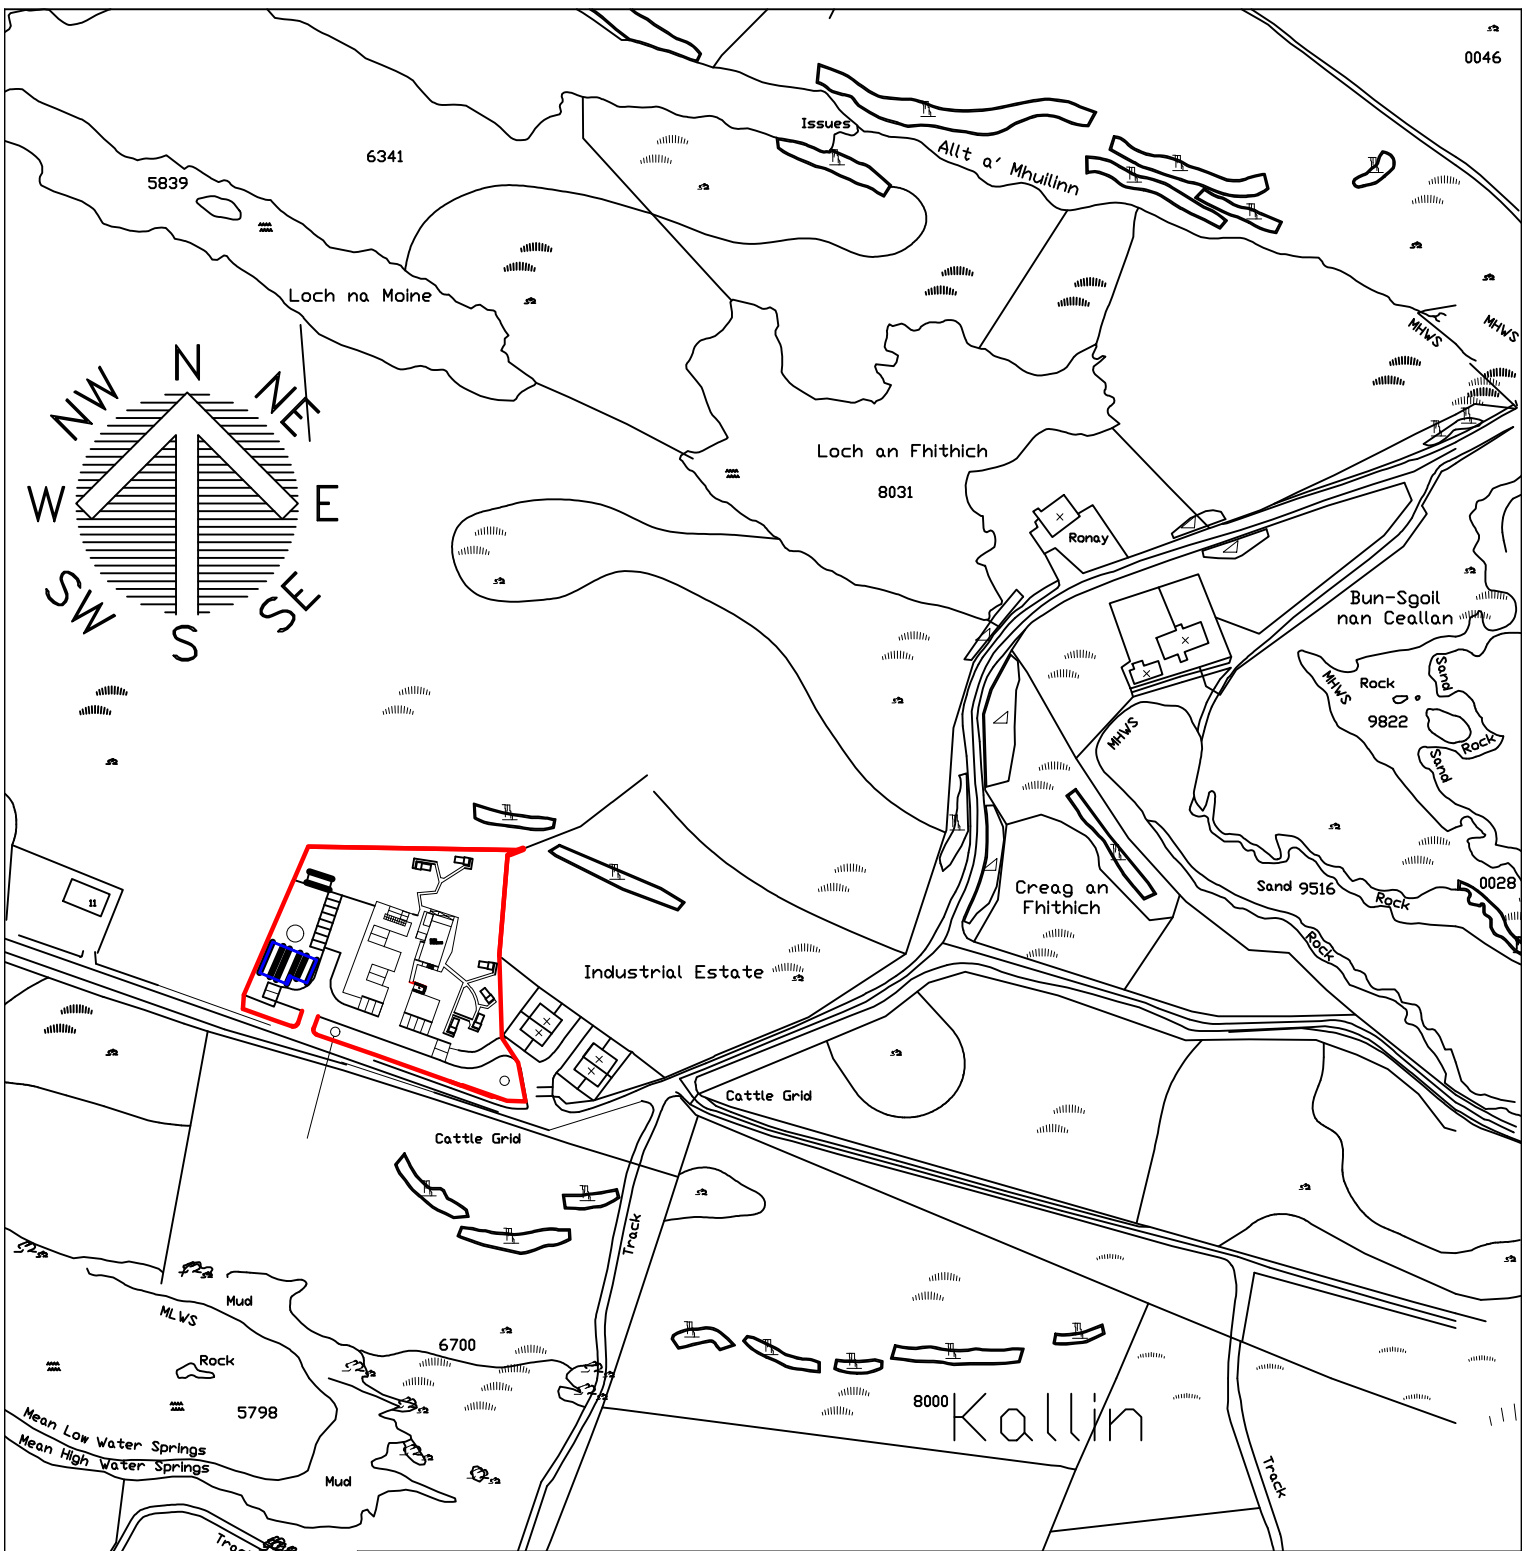 0046
Issues
6341
Allt a' Mhuilinn
5839
Loch na Moine
MHWS
MHWS
N
NW
NE
Loch an Fhithich
W
E
8031
Ronay
SW
SE
Bun-Sgoil
nan Ceallan
S
Sand
Rock
MHWS
9822
MHWS
Rock
Sand
11
Creag an
Fhithich
Sand 9516
0028
Rock
Rock
Industrial Estate
Cattle Grid
Cattle Grid
Track
Mud
MLWS
6700
Rock
5798
8000
Kallin
Mean Low Water Springs
Mean High Water Springs
Mud
Track